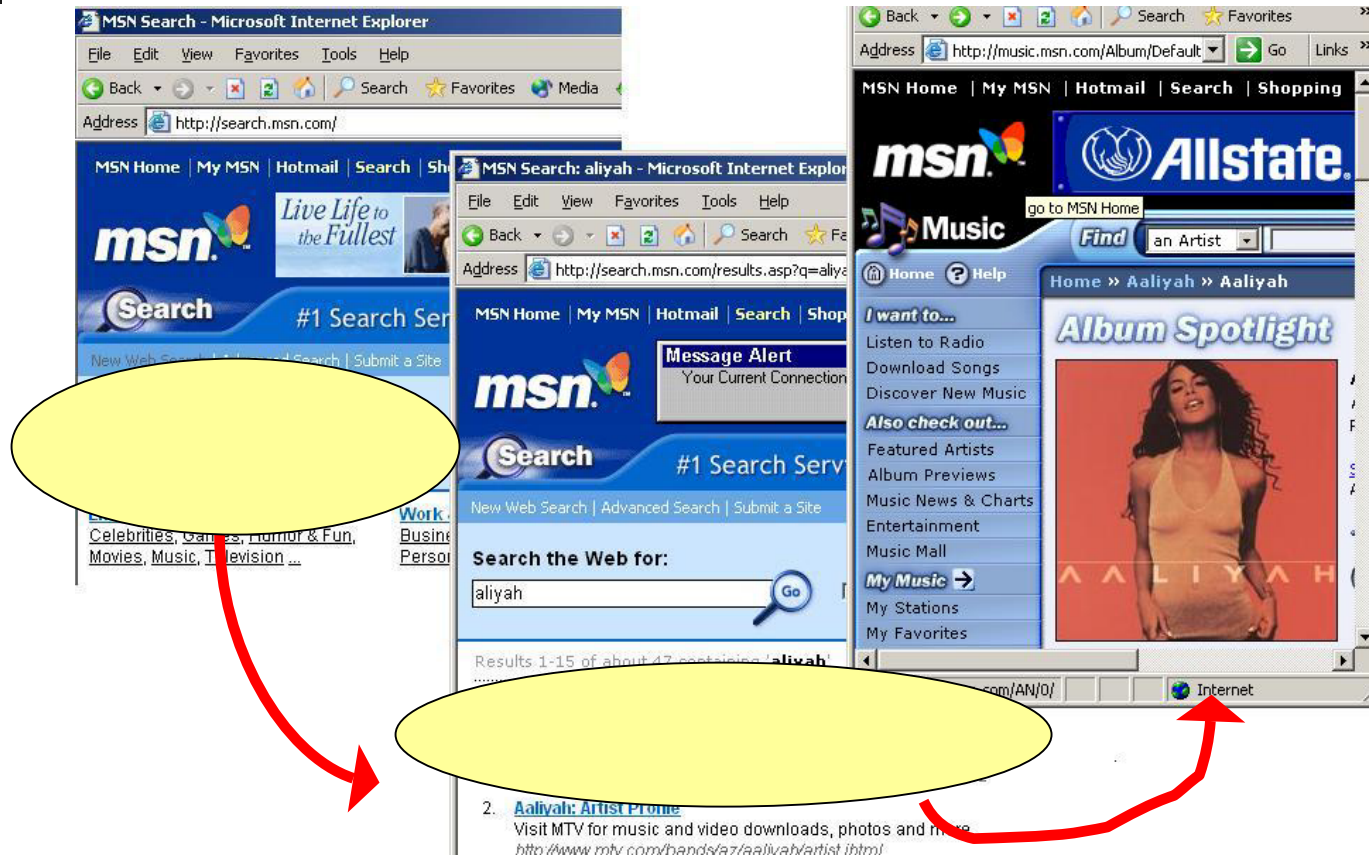 MSN Search - Microsoft Internet Explorer
File Edit View Favorites Tools Help
Back Search Favorites Media
Address http://search.msn.com/
MSN Home | My MSN | Hotmail | Search |
msn.
Live Life to
the Fullest
Search
#1 Search
New Web Search | Advanced Search | Submit a Site
Work
Celebrities, Games, Humor & Fun,
Movies, Music, Television ...
MSN Search: aliyah - Microsoft Internet
File Edit View Favorites Tools Help
Back Search
Address http://search.msn.com/results.asp?q=aliya
MSN Home | My MSN | Hotmail | Search | Shop
msn.
Message Alert
Your Current Connection
Search
#1 Search Serv
New Web Search | Advanced Search | Submit a Site
Search the Web for:
aliyah
Go
Results 1-15 of about 47 containing 'aliyah'
2. Aaliyah: Artist Profile
Visit MTV for music and video downloads, photos and more
http://www.mtv.com/bands/az/aaliyah/artist.jhtml
Back Search Favorites »
Address http://music.msn.com/Album/Default Go Links »
MSN Home | My MSN | Hotmail | Search | Shopping
msn.
Allstate.
go to MSN Home
Music
Find an Artist
Home Help
Home » Aaliyah » Aaliyah
I want to...
Listen to Radio
Download Songs
Discover New Music
Also check out...
Featured Artists
Album Previews
Music News & Charts
Entertainment
Music Mall
My Music
My Stations
My Favorites
Album Spotlight
AALIYAH
.com/AN/0/ Internet